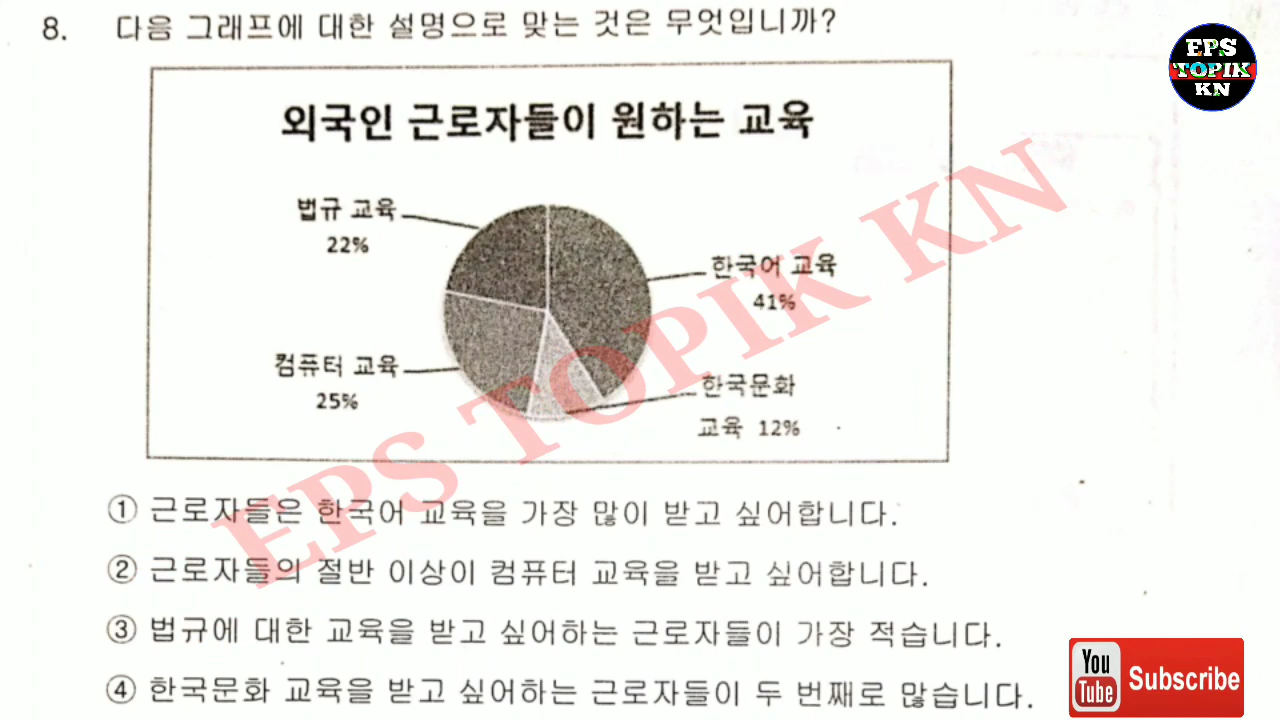 8. 다음 그래프에 대한 설명으로 맞는 것은 무엇입니까?
EPS
TOPIK
KN
외국인 근로자들이 원하는 교육
법규 교육
22%
한국어 교육
41%
컴퓨터 교육
25%
한국문화
교육 12%
EPS TOPIK KN
① 근로자들은 한국어 교육을 가장 많이 받고 싶어합니다.
② 근로자들의 절반 이상이 컴퓨터 교육을 받고 싶어합니다.
③ 법규에 대한 교육을 받고 싶어하는 근로자들이 가장 적습니다.
④ 한국문화 교육을 받고 싶어하는 근로자들이 두 번째로 많습니다.
You
Tube
Subscribe